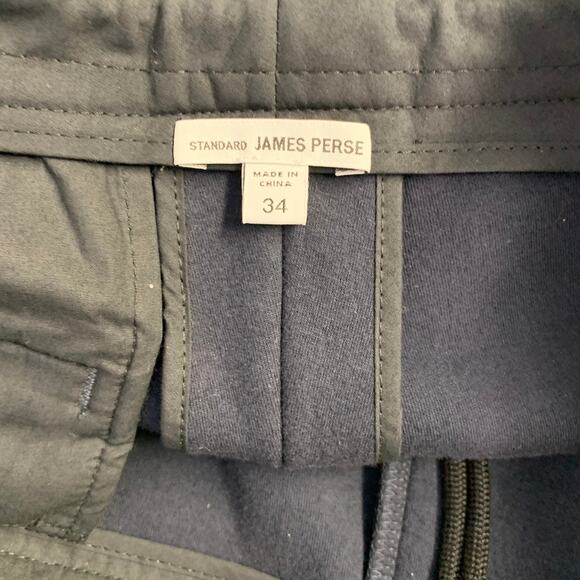 STANDARD JAMES PERSE
MADE IN
CHINA
34